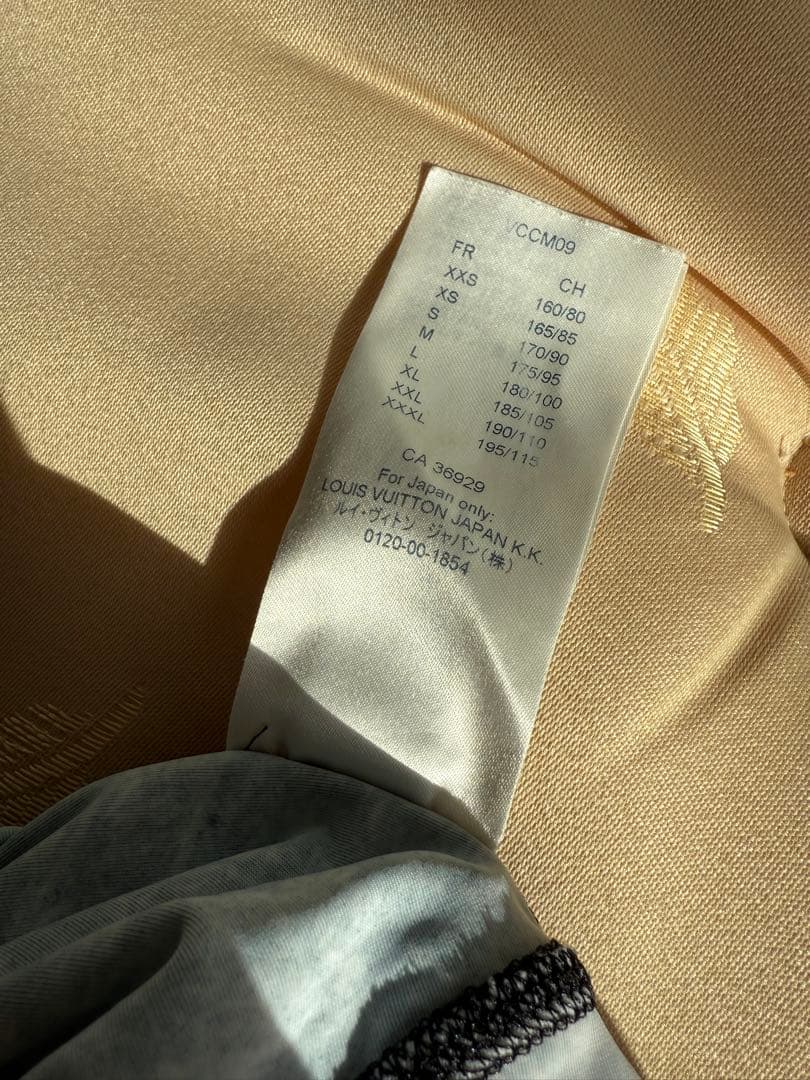 VCCM09
FR CH
XXS 160/80
XS 165/85
S 170/90
M 175/95
L 180/100
XL 185/105
XXL 190/110
XXXL 195/115
CA 36929
For Japan only:
LOUIS VUITTON JAPAN K.K.
ルイ・ヴィトン ジャパン(株)
0120-00-1854